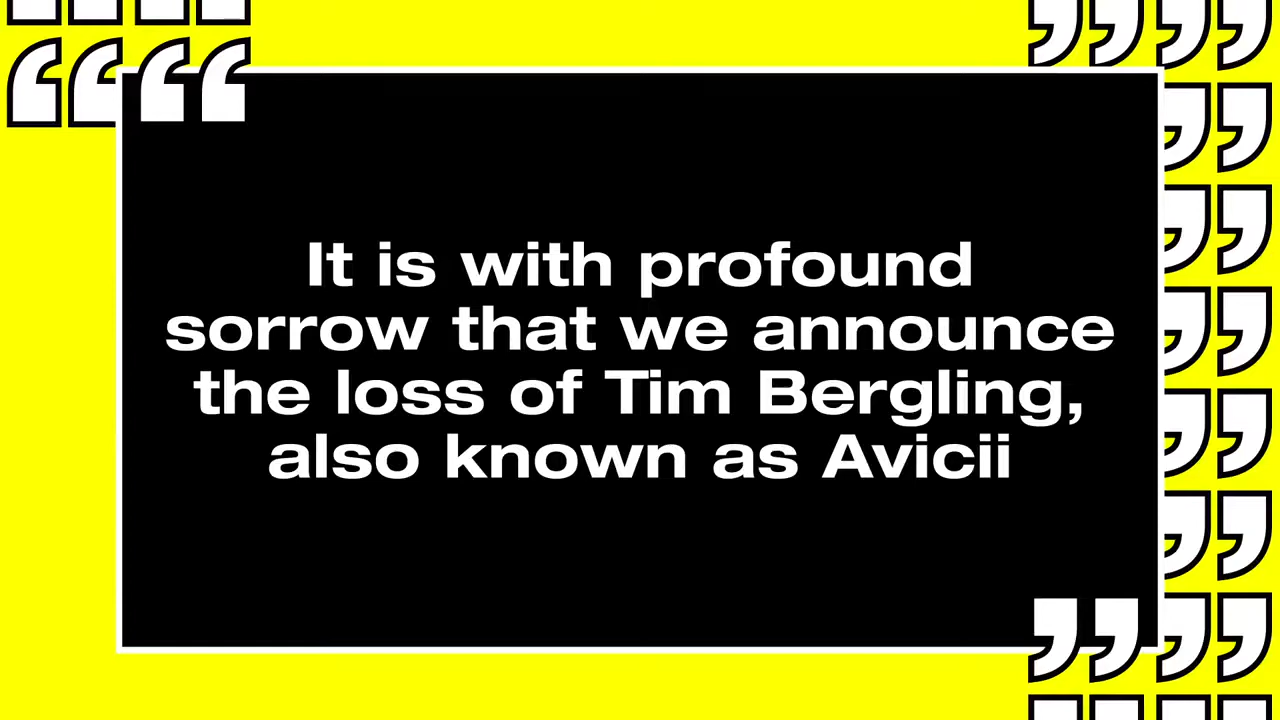 It is with profound
sorrow that we announce
the loss of Tim Bergling,
also known as Avicii